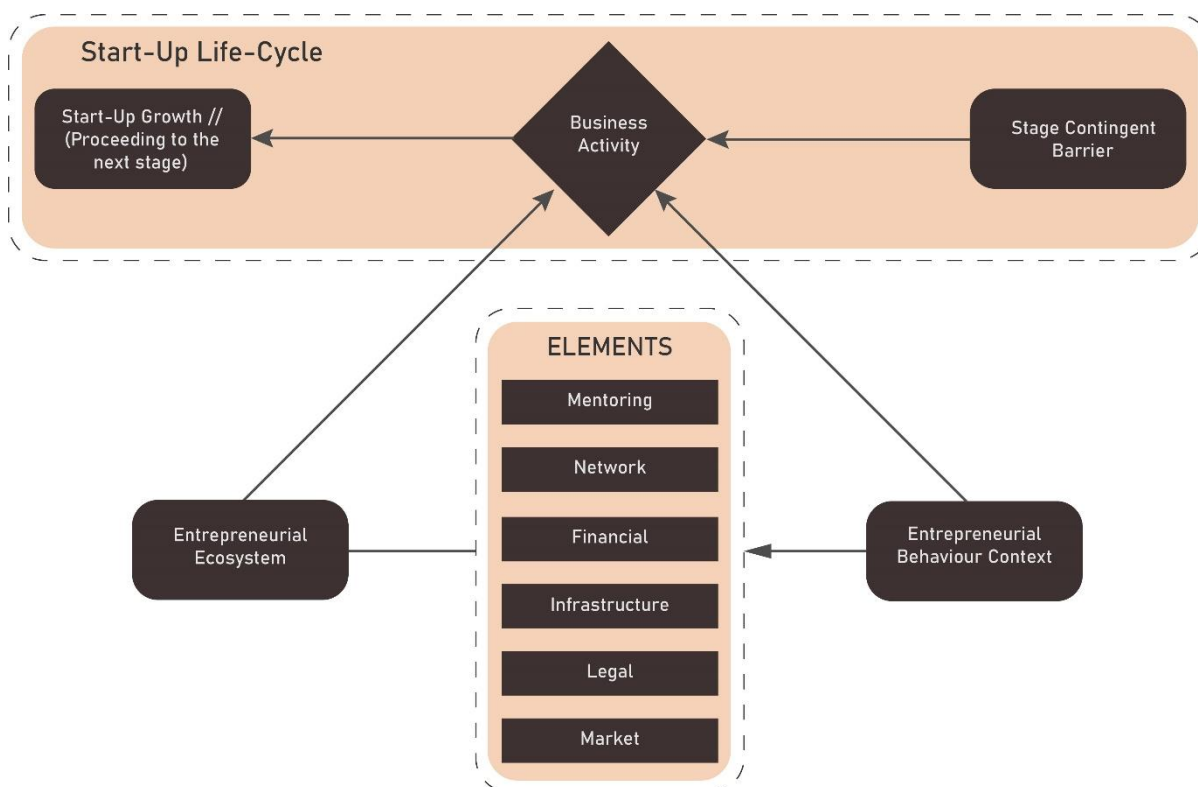 Start-Up Life-Cycle
Start-Up Growth //
(Proceeding to the
next stage)
Business
Activity
Stage Contingent
Barrier
ELEMENTS
Mentoring
Network
Financial
Infrastructure
Legal
Market
Entrepreneurial
Ecosystem
Entrepreneurial
Behaviour Context